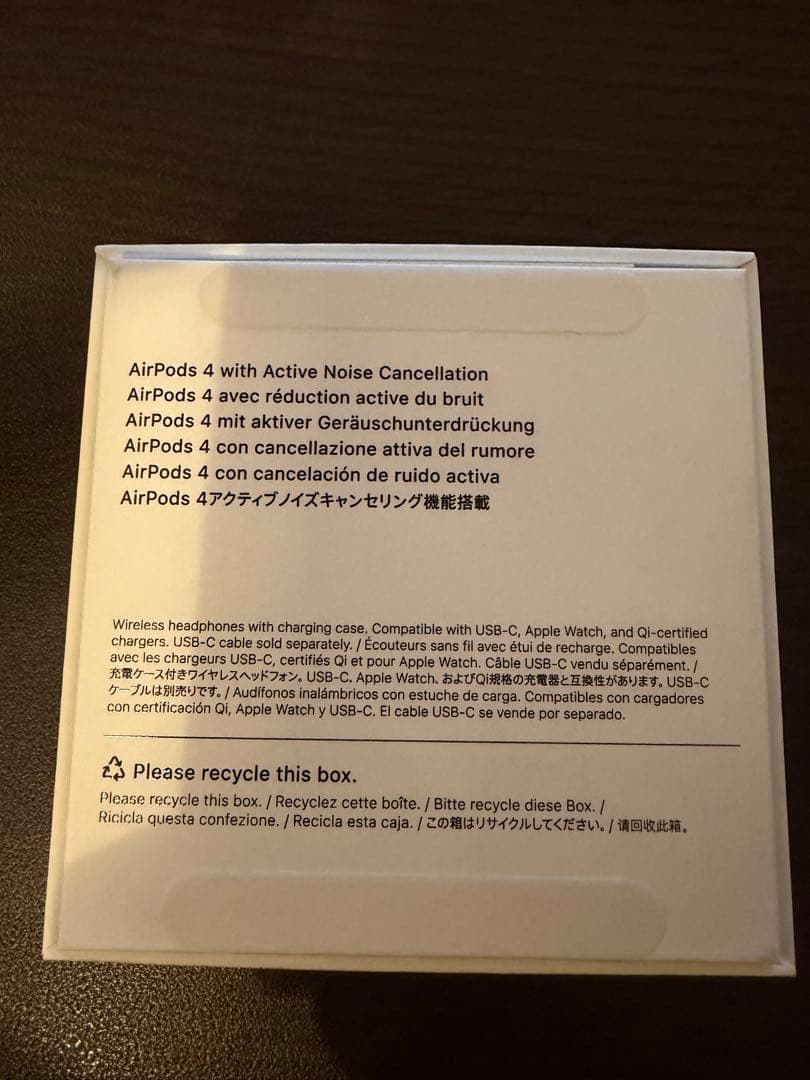 AirPods 4 with Active Noise Cancellation
AirPods 4 avec réduction active du bruit
AirPods 4 mit aktiver Geräuschunterdrückung
AirPods 4 con cancellazione attiva del rumore
AirPods 4 con cancelación de ruido activa
AirPods 4アクティブノイズキャンセリング機能搭載
Wireless headphones with charging case. Compatible with USB-C, Apple Watch, and Qi-certified
chargers. USB-C cable sold separately. / Écouteurs sans fil avec étui de recharge. Compatibles
avec les chargeurs USB-C, certifiés Qi et pour Apple Watch. Câble USB-C vendu séparément. /
充電ケース付きワイヤレスヘッドフォン。USB-C、Apple Watch、およびQi規格の充電器と互換性があります。USB-C
ケーブルは別売りです。/ Audífonos inalámbricos con estuche de carga. Compatibles con cargadores
con certificación Qi, Apple Watch y USB-C. El cable USB-C se vende por separado.
Please recycle this box.
Please recycle this box. / Recyclez cette boîte. / Bitte recycle diese Box. /
Ricicla questa confezione. / Recicla esta caja. / この箱はリサイクルしてください。/ 请回收此箱。